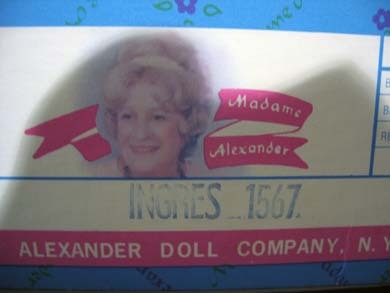 Madame
Alexander
INGRES 1567
ALEXANDER DOLL COMPANY, N. Y